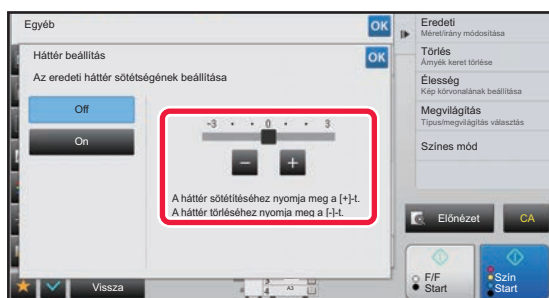 Egyéb
OK
Háttér beállítás
OK
Az eredeti háttér sötétségének beállítása
Off
On
-3 • • 0 • • 3
− +
A háttér sötétítéséhez nyomja meg a [+]-t.
A háttér törléséhez nyomja meg a [-]-t.
Vissza
4 A3
Eredeti
Méret/irány módosítása
Törlés
Árnyék keret törlése
Élesség
Kép körvonalának beállítása
Megvilágítás
Típus/megvilágítás választás
Színes mód
Előnézet
CA
F/F
Start
Szín
Start